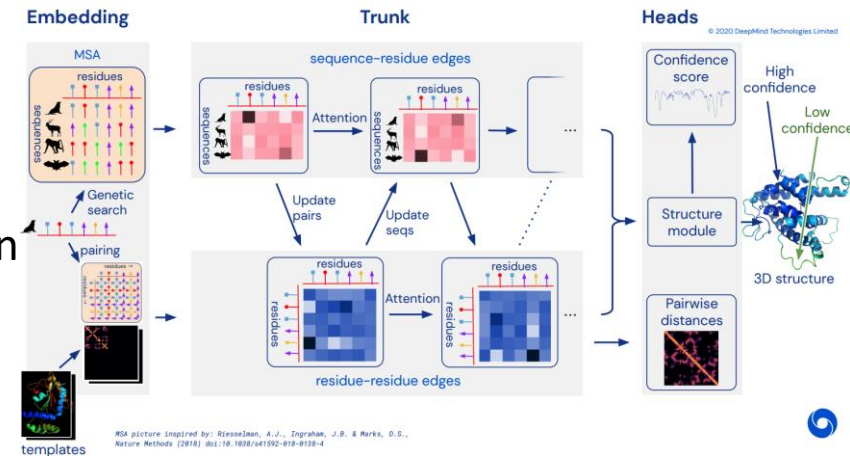 Embedding
Trunk
Heads
© 2020 DeepMind Technologies Limited
MSA
residues
sequences
Genetic
search
pairing
residues
residues
templates
n
sequence-residue edges
residues
sequences
Attention
residues
sequences
...
Update
pairs
Update
seqs
residues
residues
Attention
residues
residues
...
residue-residue edges
Confidence
score
High
confidence
Low
confidence
Structure
module
3D structure
Pairwise
distances
MSA picture inspired by: Riesselman, A.J., Ingraham, J.B. & Marks, D.S.,
Nature Methods (2018) doi:10.1038/s41592-018-0138-4